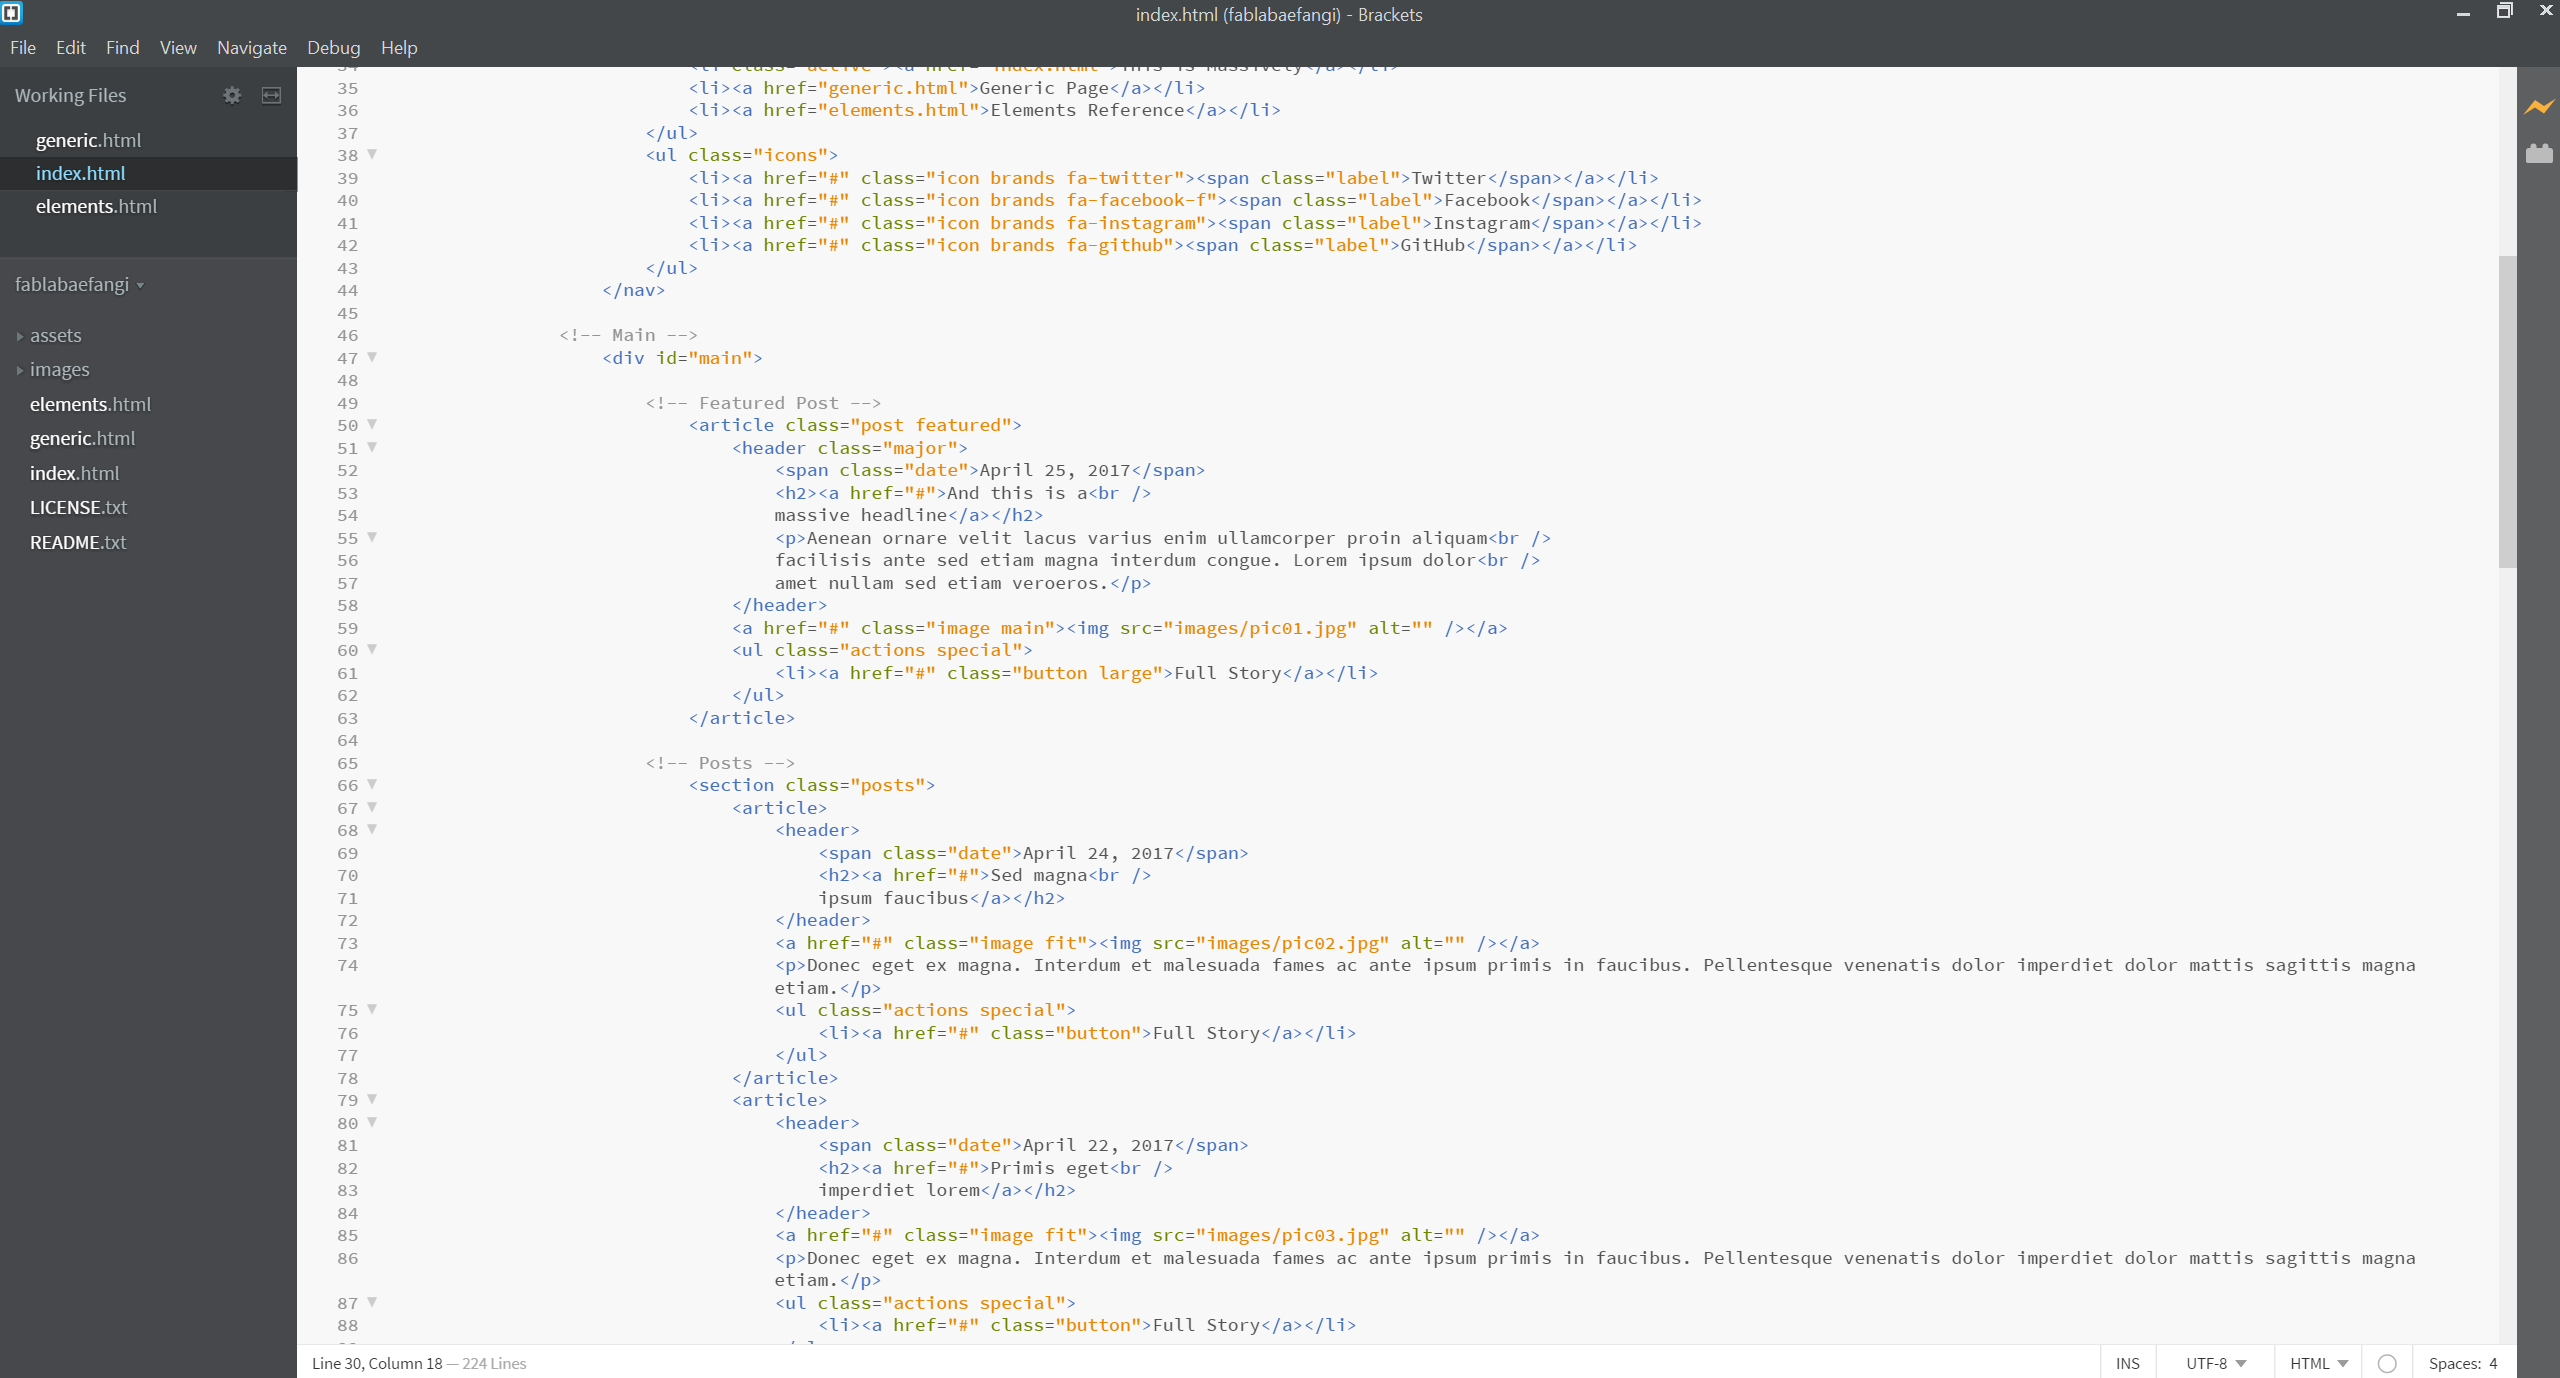 index.html (fablabaefangi) - Brackets
File Edit Find View Navigate Debug Help
Working Files
generic.html
index.html
elements.html
fablabaefangi
assets
images
elements.html
generic.html
index.html
LICENSE.txt
README.txt
34 <li class="active"><a href="index.html">This is Massively</a></li>
35 <li><a href="generic.html">Generic Page</a></li>
36 <li><a href="elements.html">Elements Reference</a></li>
37 </ul>
38 <ul class="icons">
39 <li><a href="#" class="icon brands fa-twitter"><span class="label">Twitter</span></a></li>
40 <li><a href="#" class="icon brands fa-facebook-f"><span class="label">Facebook</span></a></li>
41 <li><a href="#" class="icon brands fa-instagram"><span class="label">Instagram</span></a></li>
42 <li><a href="#" class="icon brands fa-github"><span class="label">GitHub</span></a></li>
43 </ul>
44 </nav>
45
46 <!-- Main -->
47 <div id="main">
48
49 <!-- Featured Post -->
50 <article class="post featured">
51 <header class="major">
52 <span class="date">April 25, 2017</span>
53 <h2><a href="#">And this is a<br />
54 massive headline</a></h2>
55 <p>Aenean ornare velit lacus varius enim ullamcorper proin aliquam<br />
56 facilisis ante sed etiam magna interdum congue. Lorem ipsum dolor<br />
57 amet nullam sed etiam veroeros.</p>
58 </header>
59 <a href="#" class="image main"><img src="images/pic01.jpg" alt="" /></a>
60 <ul class="actions special">
61 <li><a href="#" class="button large">Full Story</a></li>
62 </ul>
63 </article>
64
65 <!-- Posts -->
66 <section class="posts">
67 <article>
68 <header>
69 <span class="date">April 24, 2017</span>
70 <h2><a href="#">Sed magna<br />
71 ipsum faucibus</a></h2>
72 </header>
73 <a href="#" class="image fit"><img src="images/pic02.jpg" alt="" /></a>
74 <p>Donec eget ex magna. Interdum et malesuada fames ac ante ipsum primis in faucibus. Pellentesque venenatis dolor imperdiet dolor mattis sagittis magna
etiam.</p>
75 <ul class="actions special">
76 <li><a href="#" class="button">Full Story</a></li>
77 </ul>
78 </article>
79 <article>
80 <header>
81 <span class="date">April 22, 2017</span>
82 <h2><a href="#">Primis eget<br />
83 imperdiet lorem</a></h2>
84 </header>
85 <a href="#" class="image fit"><img src="images/pic03.jpg" alt="" /></a>
86 <p>Donec eget ex magna. Interdum et malesuada fames ac ante ipsum primis in faucibus. Pellentesque venenatis dolor imperdiet dolor mattis sagittis magna
etiam.</p>
87 <ul class="actions special">
88 <li><a href="#" class="button">Full Story</a></li>
Line 30, Column 18 — 224 Lines
INS UTF-8 HTML Spaces: 4